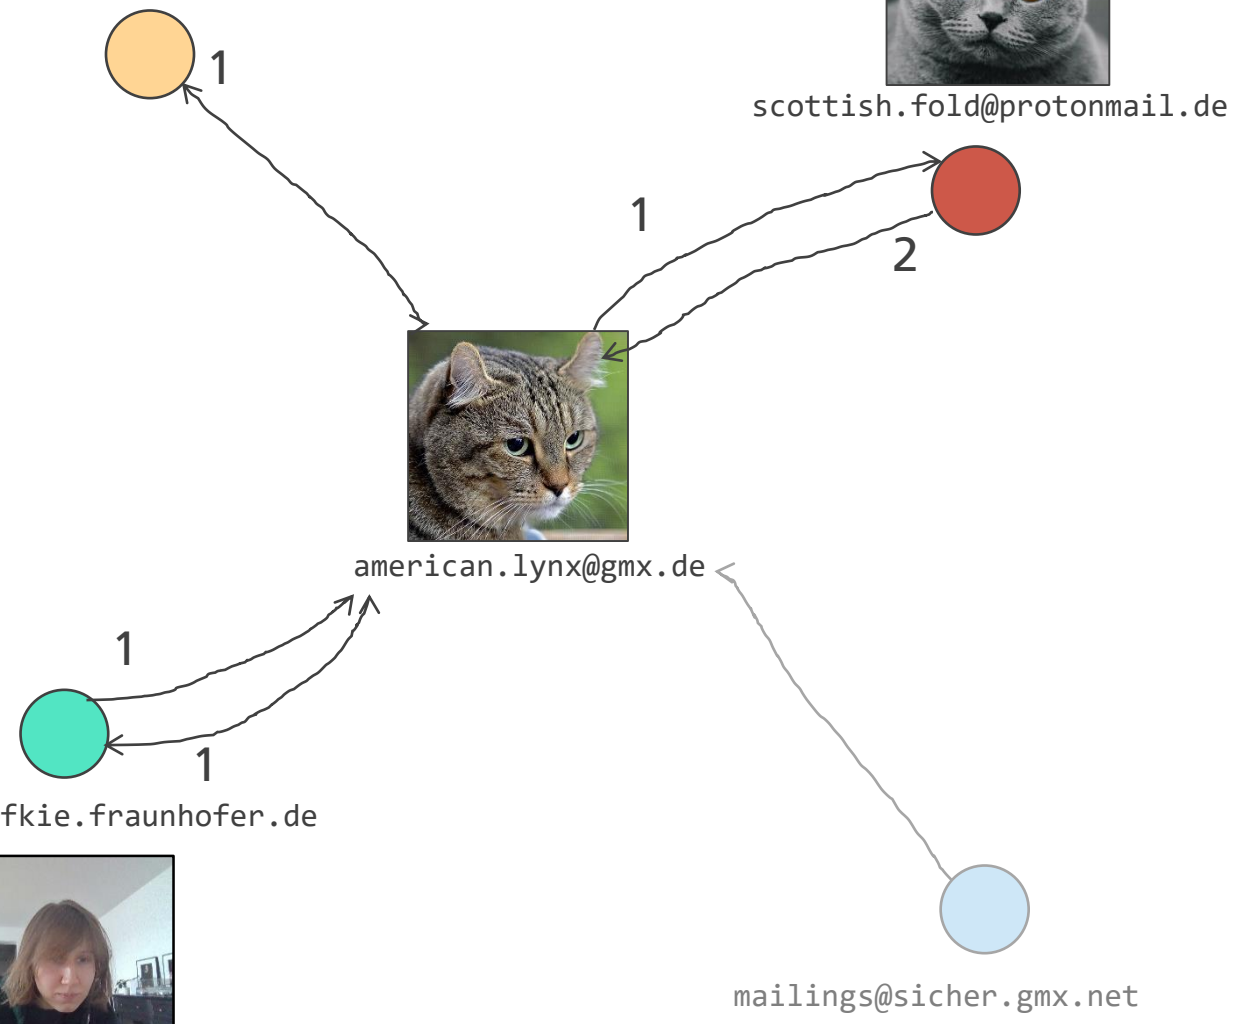 1
scottish.fold@protonmail.de
1
2
american.lynx@gmx.de
1
1
fkie.fraunhofer.de
mailings@sicher.gmx.net